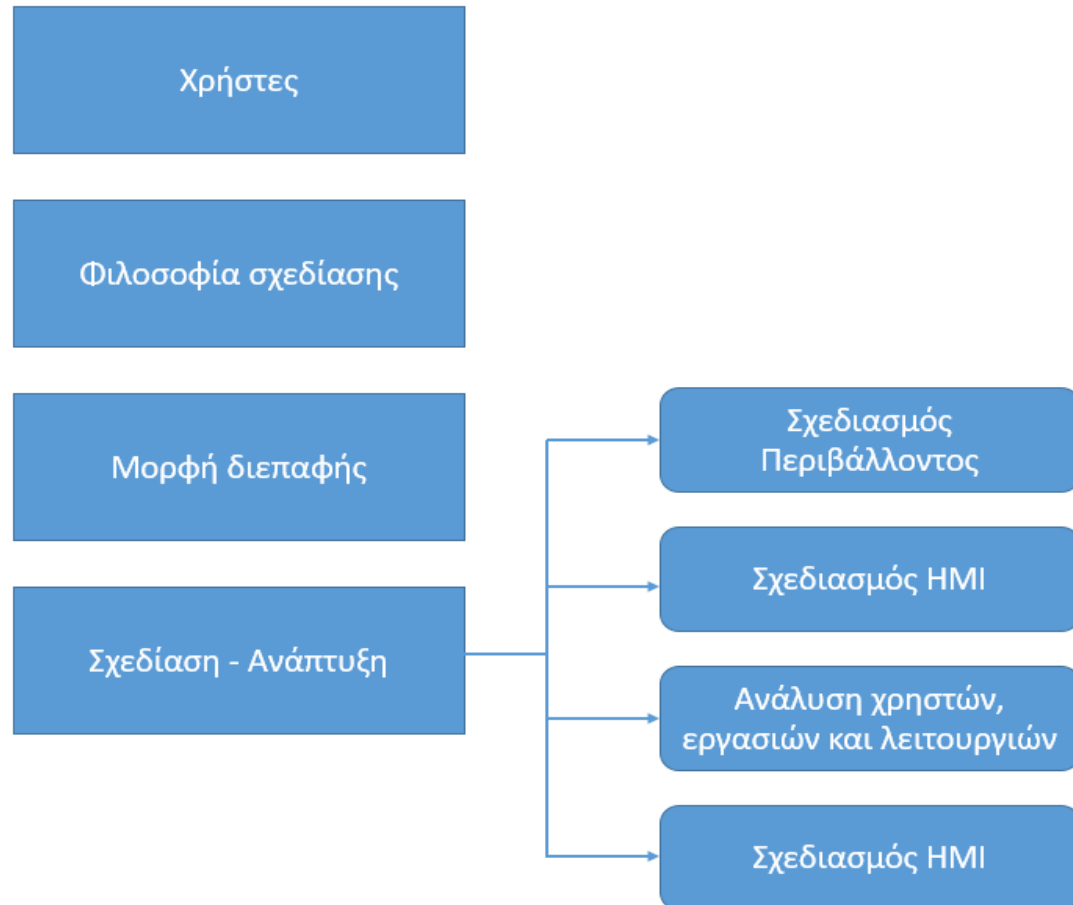 Χρήστες
Φιλοσοφία σχεδίασης
Μορφή διεπαφής
Σχεδίαση - Ανάπτυξη
Σχεδιασμός
Περιβάλλοντος
Σχεδιασμός HMI
Ανάλυση χρηστών,
εργασιών και λειτουργιών
Σχεδιασμός HMI